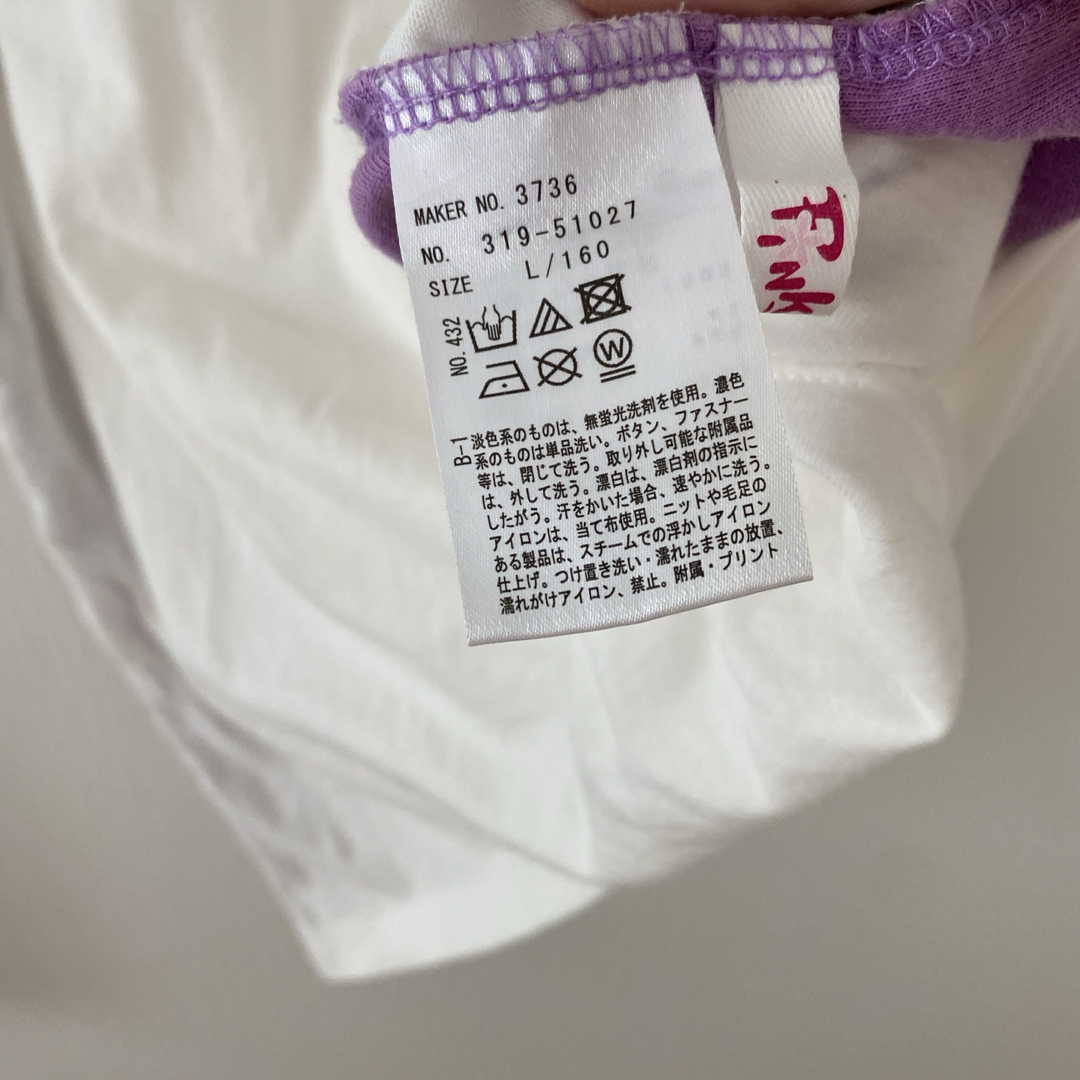 MAKER NO. 3736
NO. 319-51027
SIZE L/160
NO. 432
W
B-1
淡色系のものは、無蛍光洗剤を使用。濃色
系のものは単品洗い。ボタン、ファスナー
等は、閉じて洗う。取り外し可能な附属品
は、外して洗う。漂白は、漂白剤の指示に
したがう。汗をかいた場合、速やかに洗う。
アイロンは、当て布使用。ニットや毛足の
ある製品は、スチームでの浮かしアイロン
仕上げ。つけ置き洗い・濡れたままの放置、
濡れがけアイロン、禁止。附属・プリント
PINK